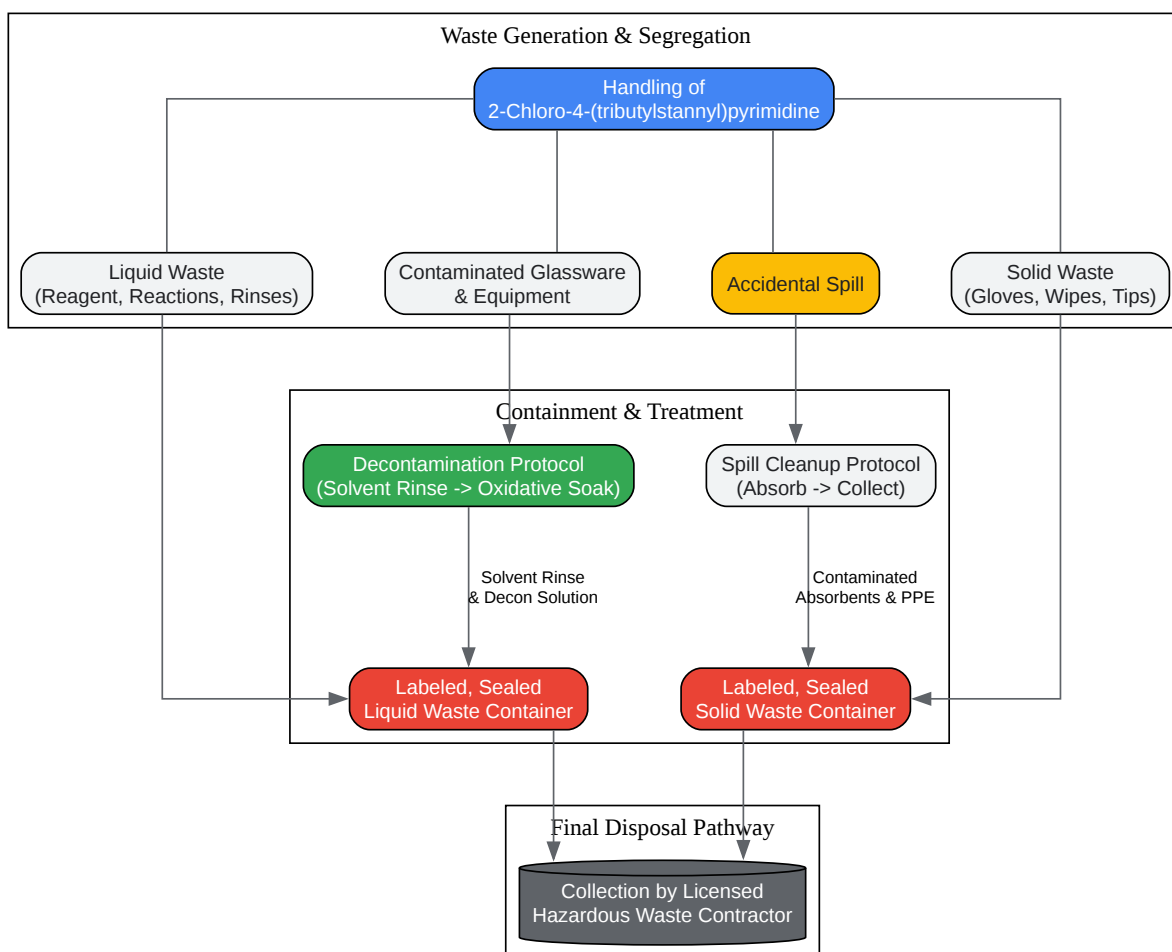 Waste Generation & Segregation
Handling of
2-Chloro-4-(tributylstannyl)pyrimidine
Liquid Waste
(Reagent, Reactions, Rinses)
Contaminated Glassware
& Equipment
Accidental Spill
Solid Waste
(Gloves, Wipes, Tips)
Containment & Treatment
Decontamination Protocol
(Solvent Rinse -> Oxidative Soak)
Spill Cleanup Protocol
(Absorb -> Collect)
Solvent Rinse
& Decon Solution
Contaminated
Absorbents & PPE
Labeled, Sealed
Liquid Waste Container
Labeled, Sealed
Solid Waste Container
Final Disposal Pathway
Collection by Licensed
Hazardous Waste Contractor